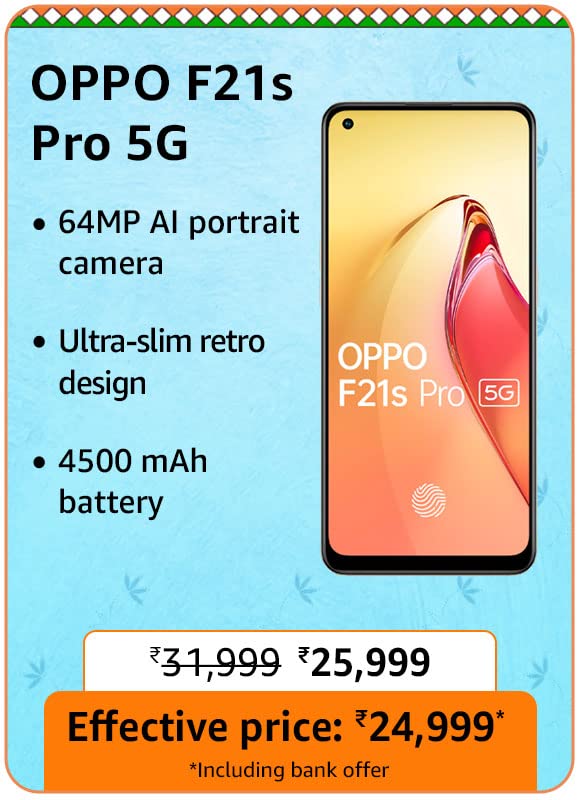 OPPO F21s
Pro 5G
• 64MP AI portrait
camera
• Ultra-slim retro
design
• 4500 mAh
battery
OPPO
F21s Pro 5G
₹31,999 ₹25,999
Effective price: ₹24,999*
*Including bank offer